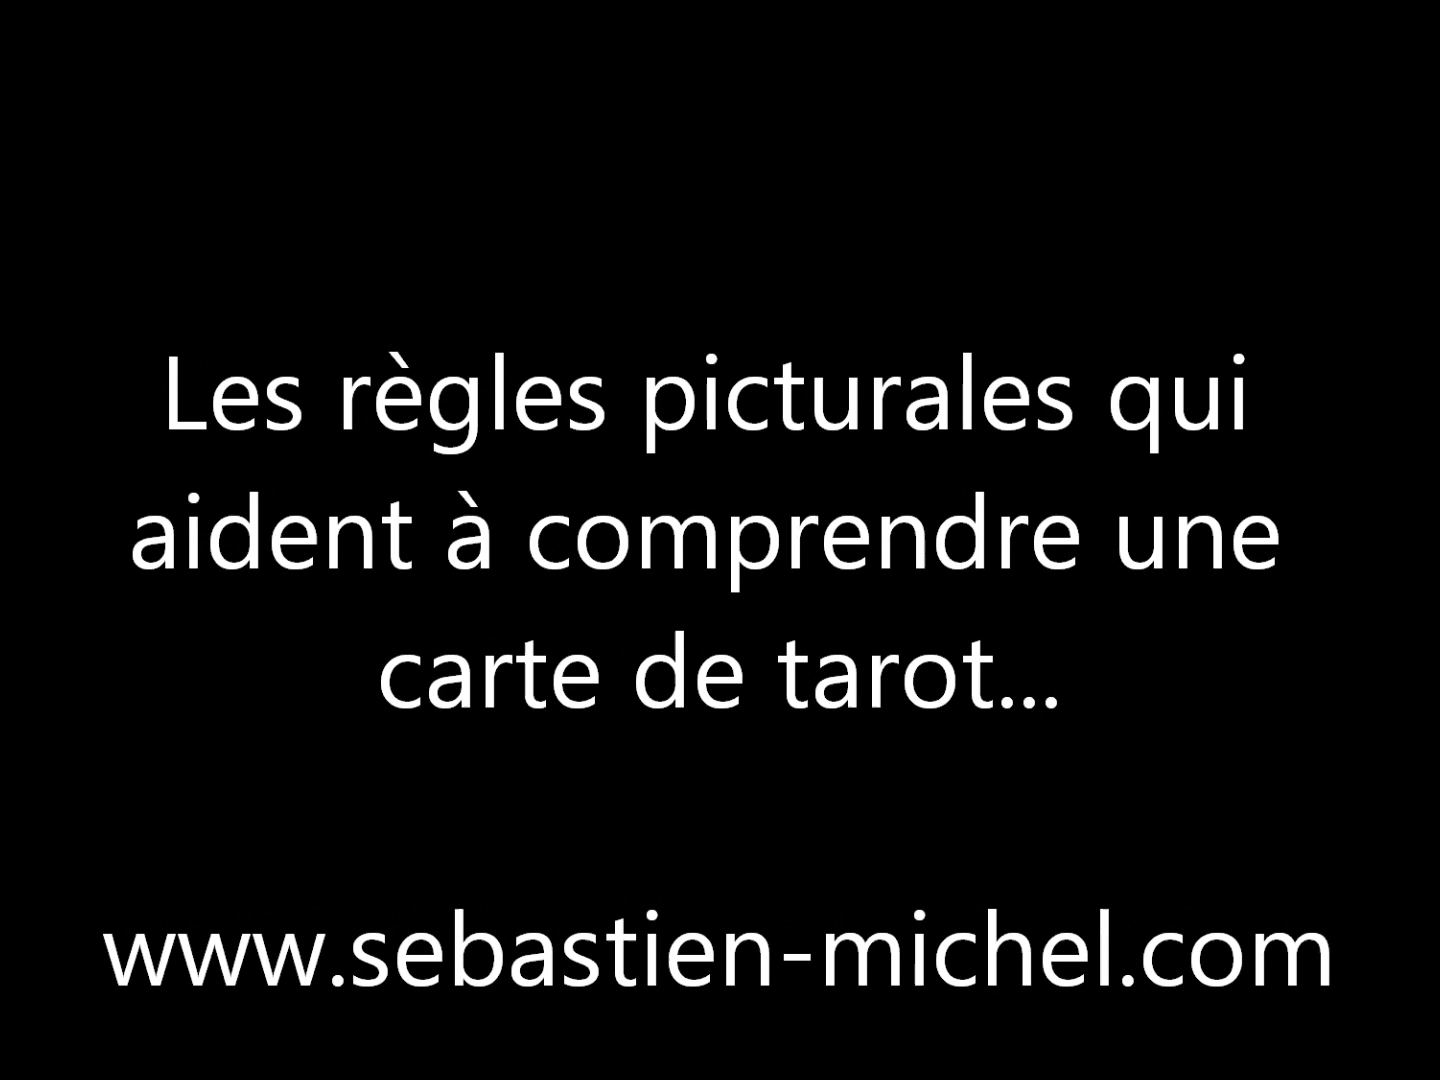 Les règles picturales qui
aident à comprendre une
carte de tarot...
www.sebastien-michel.com